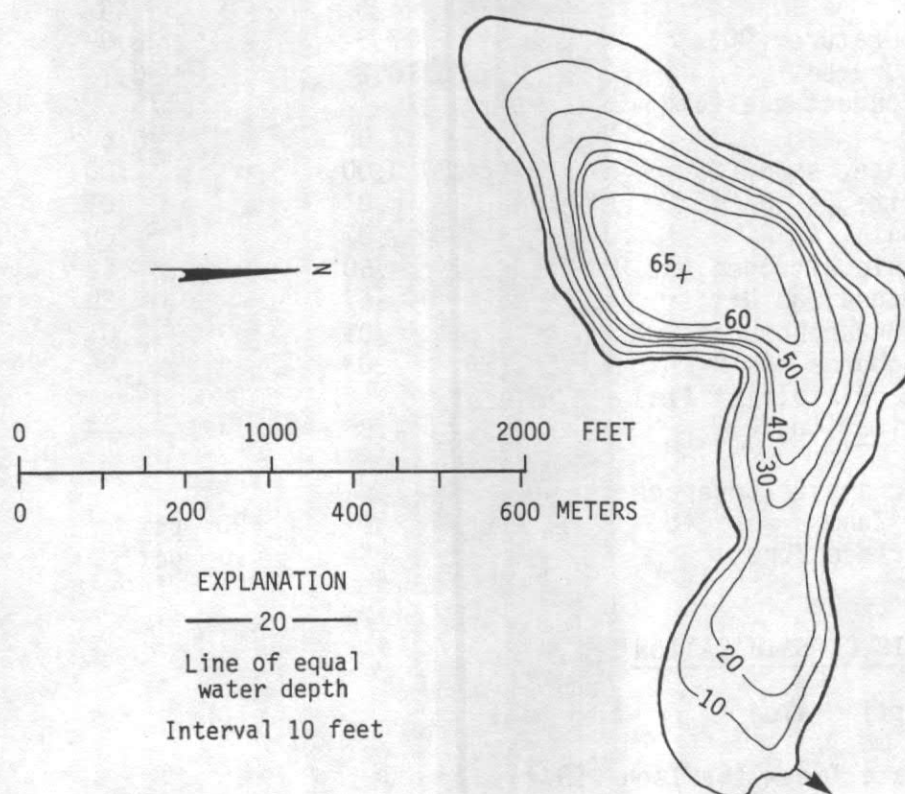 65
60
50
40
30
20
10
N
0 1000 2000 FEET
0 200 400 600 METERS
EXPLANATION
20
Line of equal
water depth
Interval 10 feet